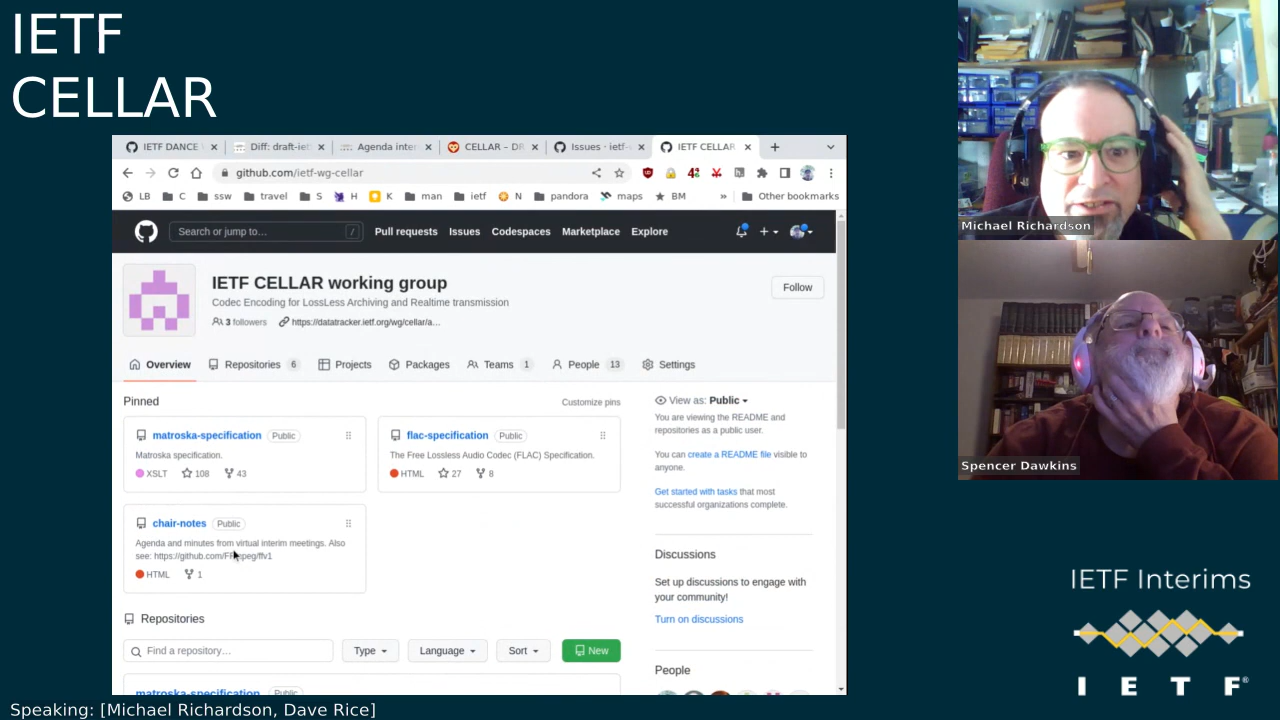 IETF
CELLAR
IETF DANCE
Diff: draft-iet
Agenda inter
CELLAR – DR
Issues · ietf-
IETF CELLAR
github.com/ietf-wg-cellar
LB C ssw travel S H K man ietf N pandora maps BM » Other bookmarks
Search or jump to… /
Pull requests Issues Codespaces Marketplace Explore
IETF CELLAR working group
Codec Encoding for LossLess Archiving and Realtime transmission
3 followers https://datatracker.ietf.org/wg/cellar/a…
Follow
Overview Repositories 6 Projects Packages Teams 1 People 13 Settings
Pinned
Customize pins
matroska-specification Public
Matroska specification.
XSLT 108 43
flac-specification Public
The Free Lossless Audio Codec (FLAC) Specification.
HTML 27 8
chair-notes Public
Agenda and minutes from virtual interim meetings. Also
see: https://github.com/FFmpeg/ffv1
HTML 1
Repositories
Find a repository…
Type Language Sort New
matroska-specification Public
View as: Public
You are viewing the README and
repositories as a public user.
You can create a README file visible to
anyone.
Get started with tasks that most
successful organizations complete.
Discussions
Set up discussions to engage with
your community!
Turn on discussions
People
Michael Richardson
Spencer Dawkins
IETF Interims
I E T F®
Speaking: [Michael Richardson, Dave Rice]